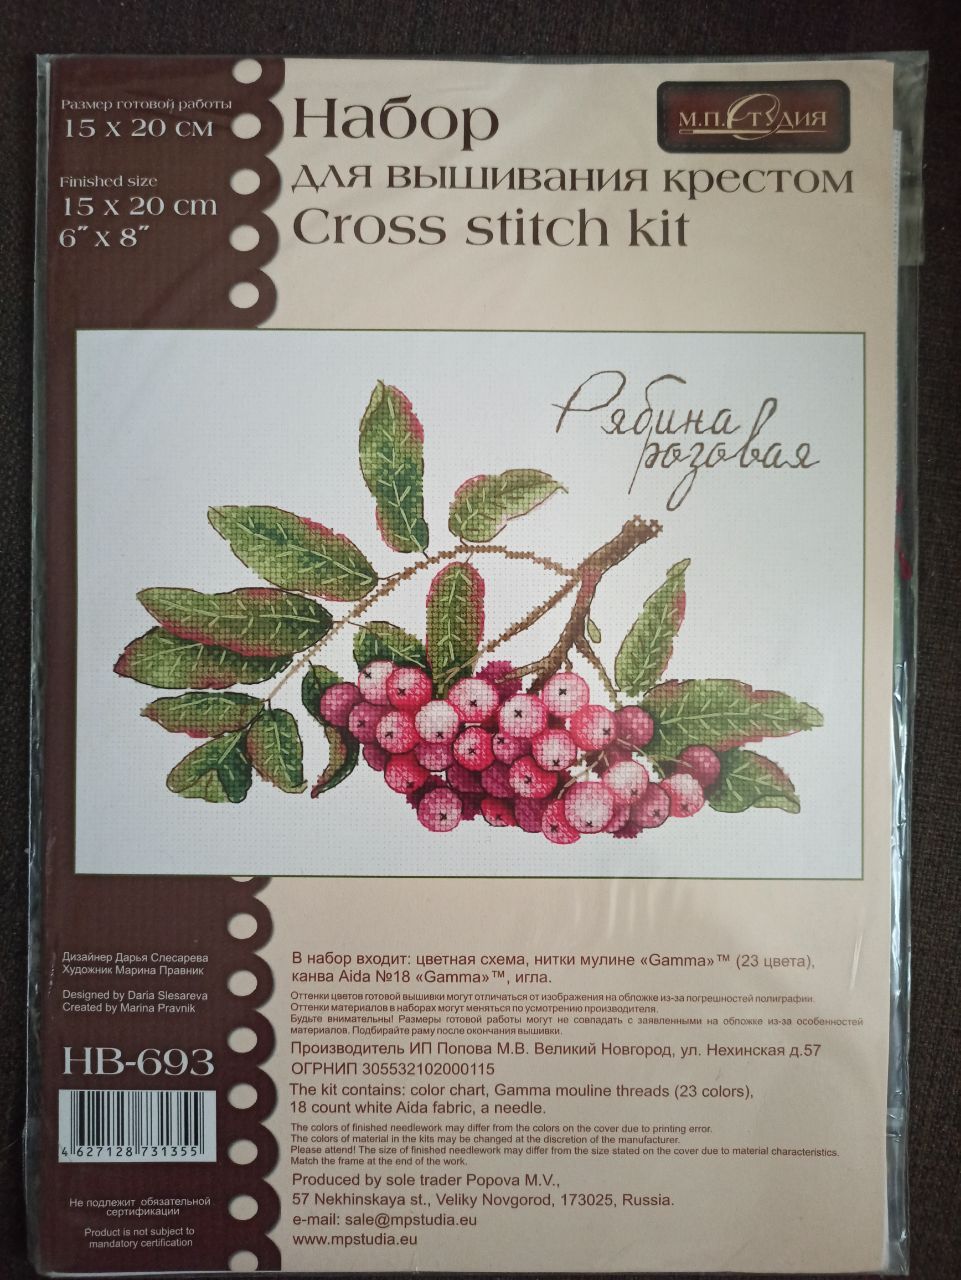 Размер готовой работы
15 х 20 см
Finished size
15 x 20 cm
6" x 8"
Набор
для вышивания крестом
Cross stitch kit
М.П.СТУДИЯ
Рябина
розовая
Дизайнер Дарья Слесарева
Художник Марина Правник
Designed by Daria Slesareva
Created by Marina Pravnik
НВ-693
4 627128 731355
Не подлежит обязательной
сертификации
Product is not subject to
mandatory certification
В набор входит: цветная схема, нитки мулине «Gamma»™ (23 цвета),
канва Aida №18 «Gamma»™, игла.
Оттенки цветов готовой вышивки могут отличаться от изображения на обложке из-за погрешностей полиграфии.
Оттенки материалов в наборах могут меняться по усмотрению производителя.
Будьте внимательны! Размеры готовой работы могут не совпадать с заявленными на обложке из-за особенностей
материалов. Подбирайте раму после окончания вышивки.
Производитель ИП Попова М.В. Великий Новгород, ул. Нехинская д.57
ОГРНИП 305532102000115
The kit contains: color chart, Gamma mouline threads (23 colors),
18 count white Aida fabric, a needle.
The colors of finished needlework may differ from the colors on the cover due to printing error.
The colors of material in the kits may be changed at the discretion of the manufacturer.
Please attend! The size of finished needlework may differ from the size stated on the cover due to material characteristics.
Match the frame at the end of the work.
Produced by sole trader Popova M.V.,
57 Nekhinskaya st., Veliky Novgorod, 173025, Russia.
e-mail: sale@mpstudia.eu
www.mpstudia.eu